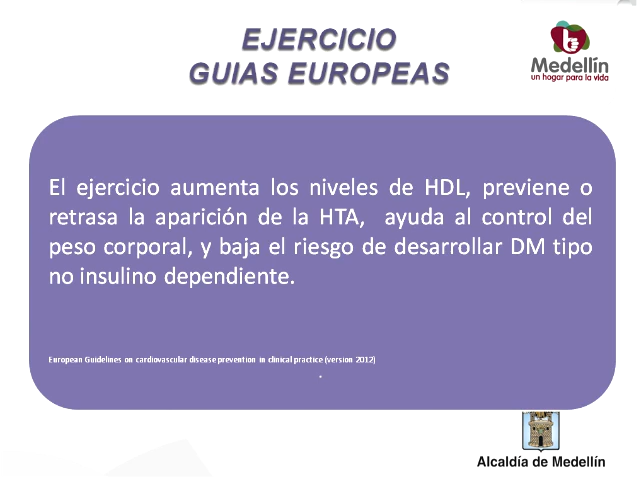 EJERCICIO
GUIAS EUROPEAS
Medellín
un hogar para la vida
El ejercicio aumenta los niveles de HDL, previene o
retrasa la aparición de la HTA, ayuda al control del
peso corporal, y baja el riesgo de desarrollar DM tipo
no insulino dependiente.
European Guidelines on cardiovascular disease prevention in clinical practice (version 2012)
.
Alcaldía de Medellín